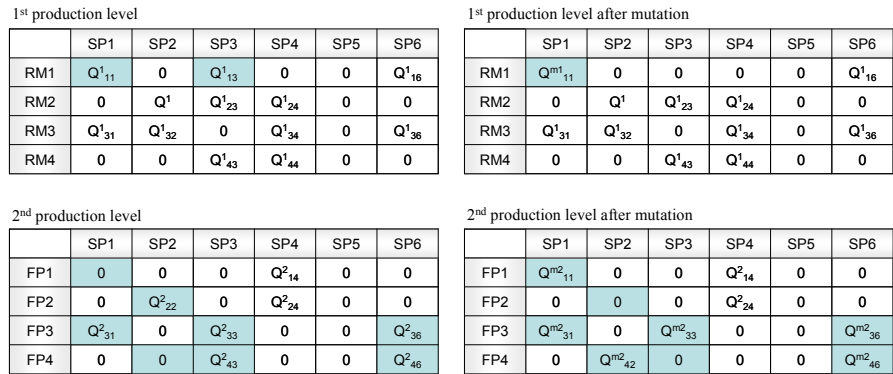 1st production level
SP1 SP2 SP3 SP4 SP5 SP6
RM1 Q¹₁₁ 0 Q¹₁₃ 0 0 Q¹₁₆
RM2 0 Q¹ Q¹₂₃ Q¹₂₄ 0 0
RM3 Q¹₃₁ Q¹₃₂ 0 Q¹₃₄ 0 Q¹₃₆
RM4 0 0 Q¹₄₃ Q¹₄₄ 0 0
1st production level after mutation
SP1 SP2 SP3 SP4 SP5 SP6
RM1 Qᵐ¹₁₁ 0 0 0 0 Q¹₁₆
RM2 0 Q¹ Q¹₂₃ Q¹₂₄ 0 0
RM3 Q¹₃₁ Q¹₃₂ 0 Q¹₃₄ 0 Q¹₃₆
RM4 0 0 Q¹₄₃ Q¹₄₄ 0 0
2nd production level
SP1 SP2 SP3 SP4 SP5 SP6
FP1 0 0 0 Q²₁₄ 0 0
FP2 0 Q²₂₂ 0 Q²₂₄ 0 0
FP3 Q²₃₁ 0 Q²₃₃ 0 0 Q²₃₆
FP4 0 0 Q²₄₃ 0 0 Q²₄₆
2nd production level after mutation
SP1 SP2 SP3 SP4 SP5 SP6
FP1 Qᵐ²₁₁ 0 0 Q²₁₄ 0 0
FP2 0 0 0 Q²₂₄ 0 0
FP3 Qᵐ²₃₁ 0 Qᵐ²₃₃ 0 0 Qᵐ²₃₆
FP4 0 Qᵐ²₄₂ 0 0 0 Qᵐ²₄₆